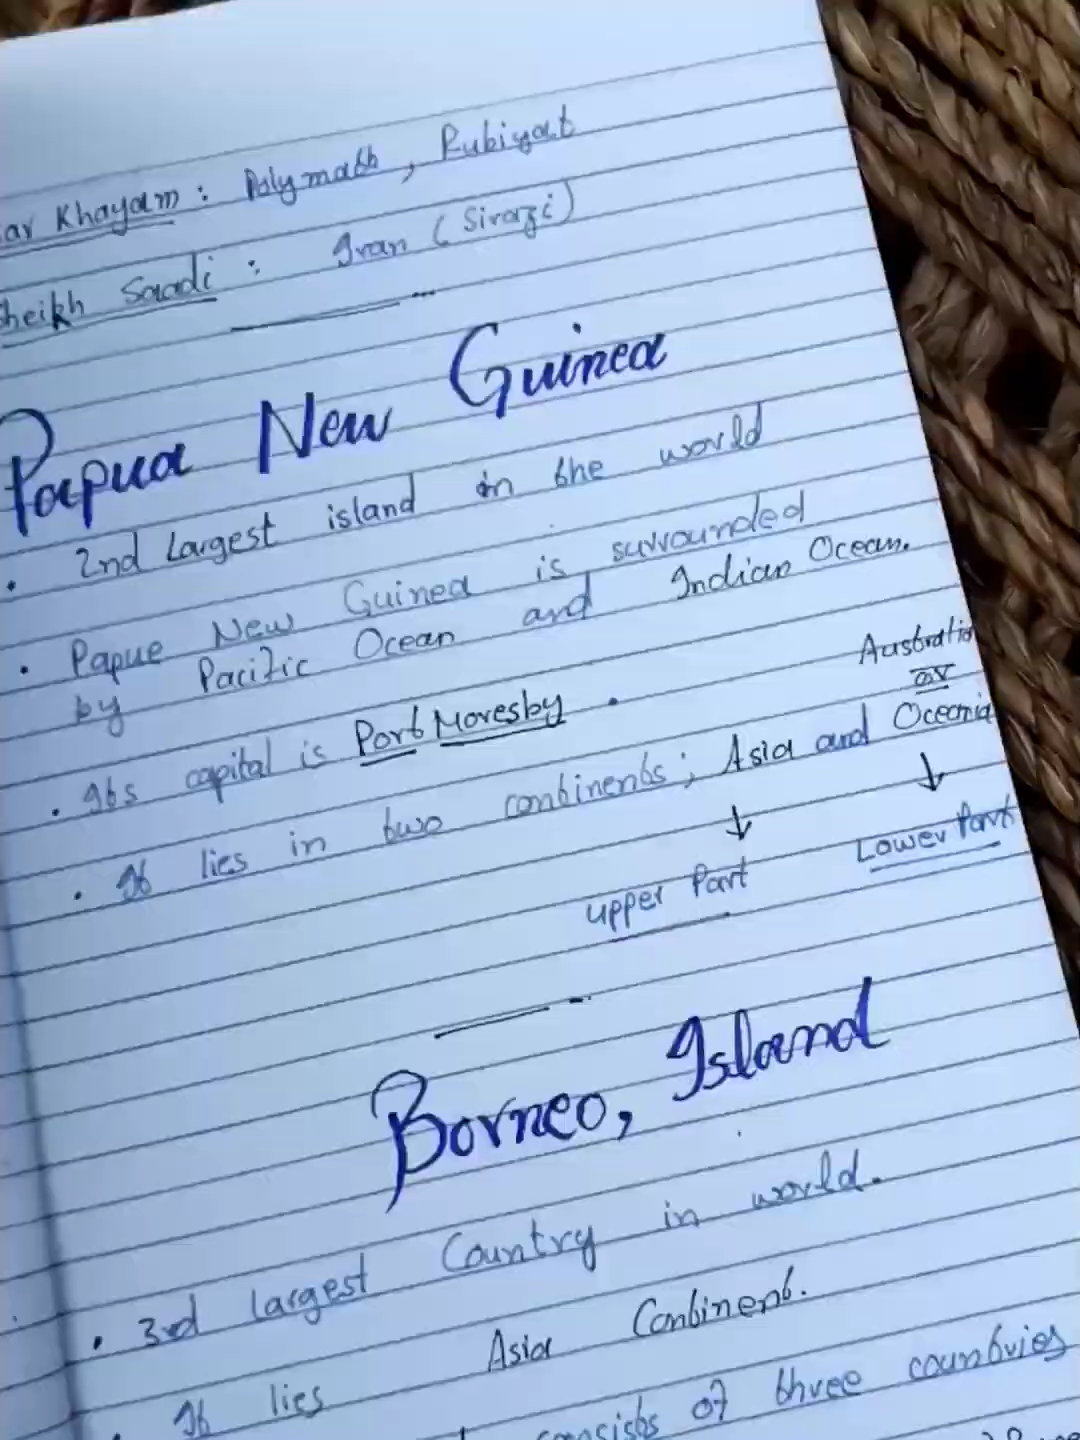 ar Khayam : Polymath , Rubiyat
heikh Saadi : Iran ( Sirazi )
Papua New Guinea
• 2nd Largest island in the world
• Papue New Guinea is surrounded
by Pacific Ocean and Indian Ocean.
• Its capital is Port Moresby .
Australia
or
• It lies in two continents ; Asia and Oceania
↓ ↓
upper Part Lower Part
Borneo, Island
• 3rd largest Country in world.
• It lies Asia Continent.
consists of three countries